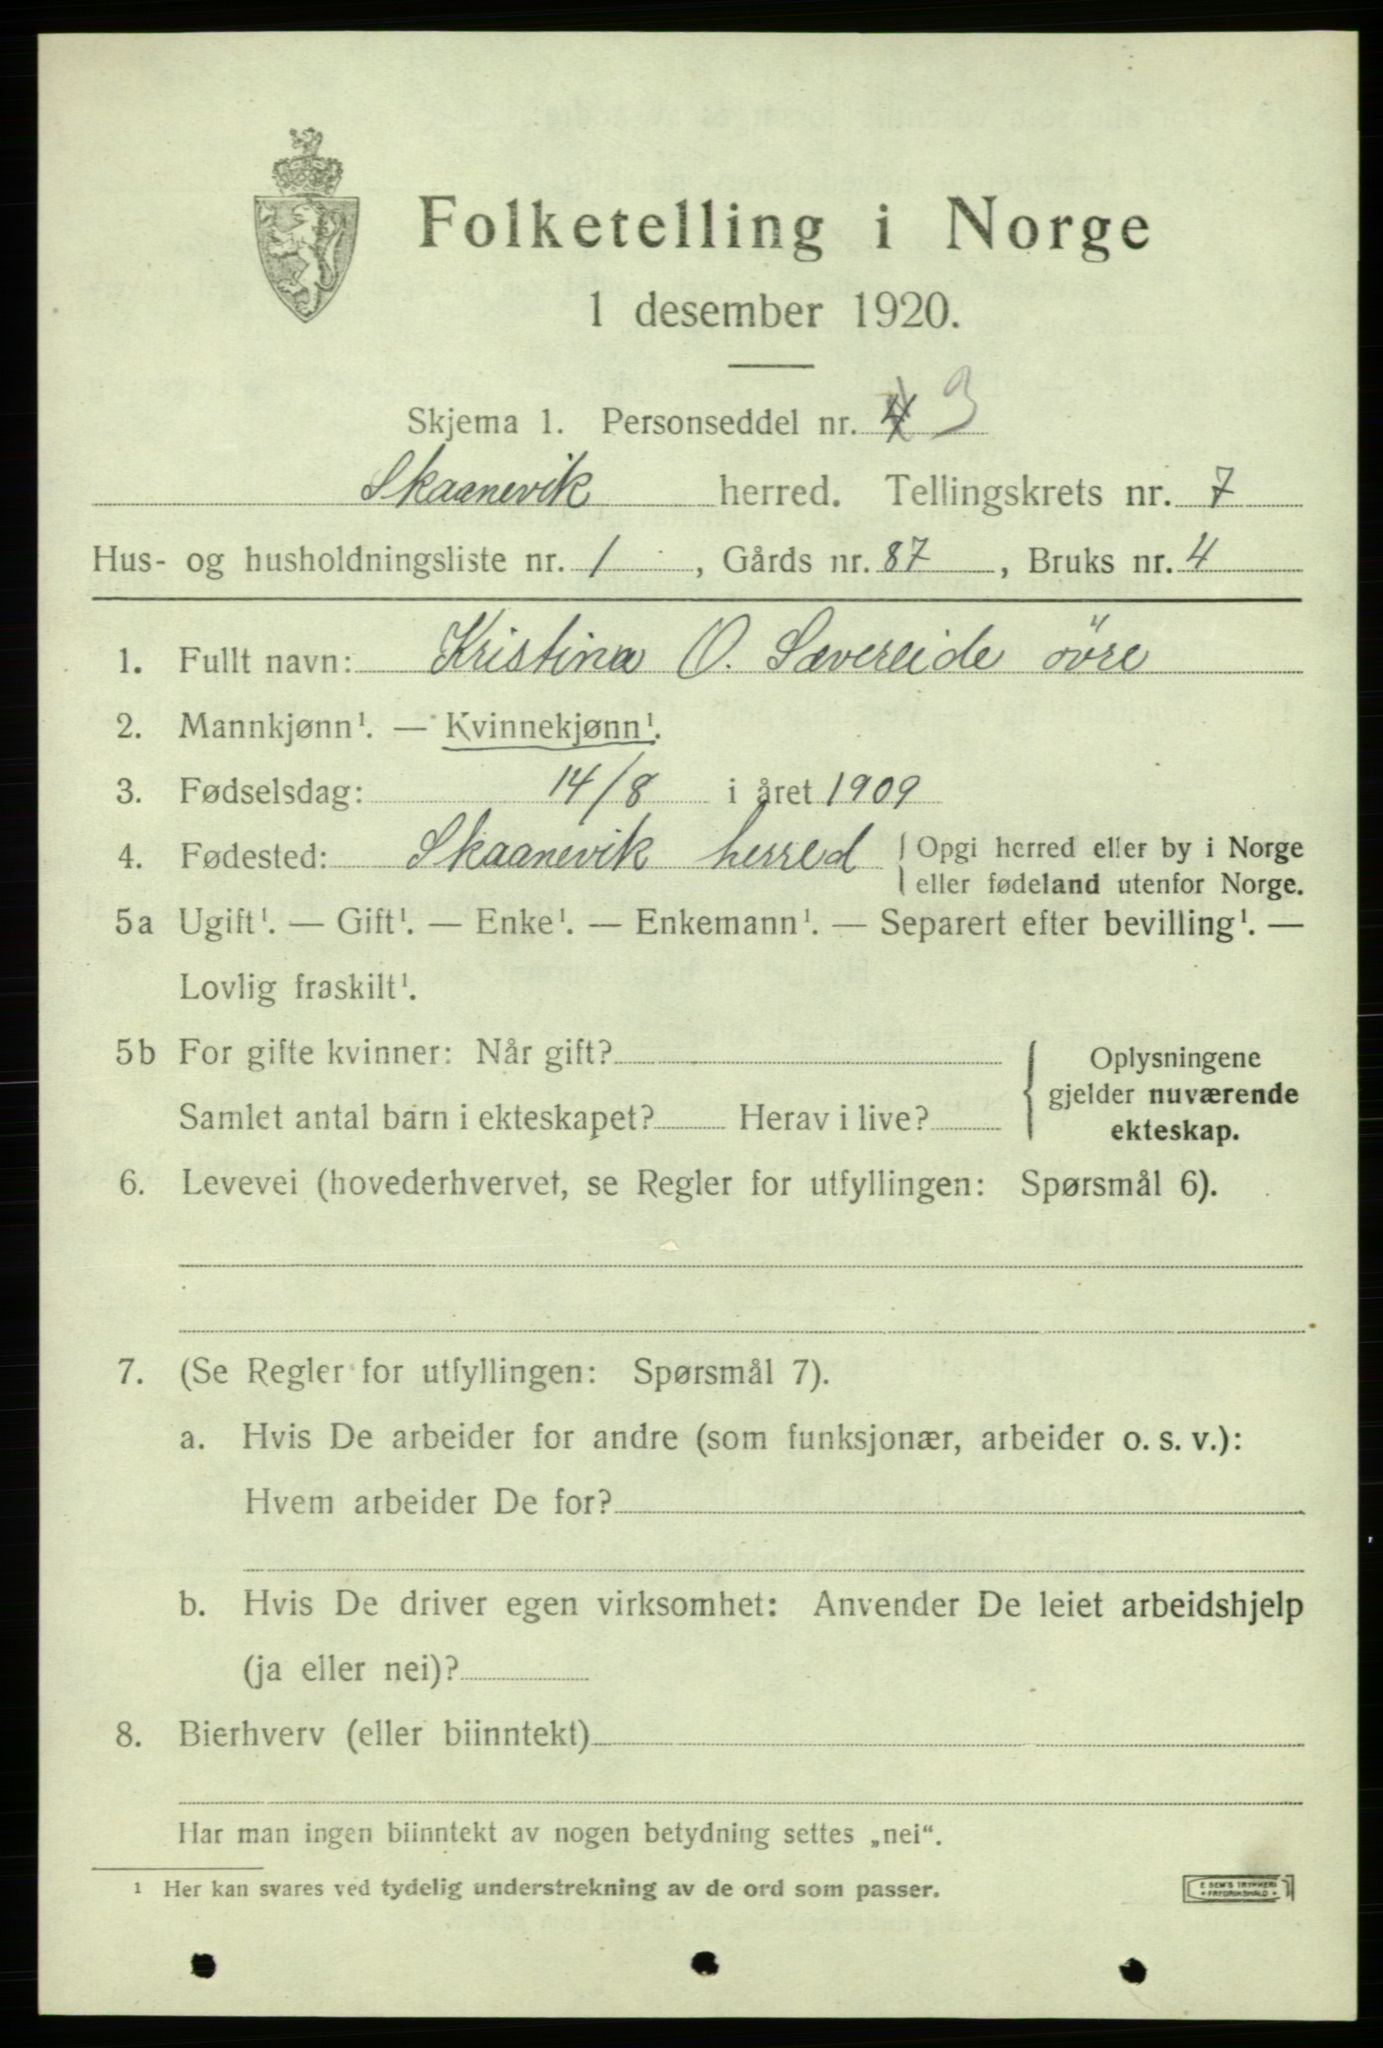 Folketelling i Norge
1 desember 1920.
Skjema 1. Personseddel nr. 4 3
Skaanevik herred. Tellingskrets nr. 7
Hus- og husholdningsliste nr. 1, Gårds nr. 87, Bruks nr. 4
1. Fullt navn: Kristina O. Sævereide øvre
2. Mannkjønn¹. — Kvinnekjønn¹.
3. Fødselsdag: 14/8 i året 1909
4. Fødested: Skaanevik herred { Opgi herred eller by i Norge
eller fødeland utenfor Norge.
5a Ugift¹. — Gift¹. — Enke¹. — Enkemann¹. — Separert efter bevilling¹. —
Lovlig fraskilt¹.
5b For gifte kvinner: Når gift?
Samlet antal barn i ekteskapet? Herav i live?
{ Oplysningene
gjelder nuværende
ekteskap.
6. Levevei (hovederhvervet, se Regler for utfyllingen: Spørsmål 6).
7. (Se Regler for utfyllingen: Spørsmål 7).
a. Hvis De arbeider for andre (som funksjonær, arbeider o. s. v.):
Hvem arbeider De for?
b. Hvis De driver egen virksomhet: Anvender De leiet arbeidshjelp
(ja eller nei)?
8. Bierhverv (eller biinntekt)
Har man ingen biinntekt av nogen betydning settes „nei“.
¹ Her kan svares ved tydelig understrekning av de ord som passer.
E SEM'S TRYKKERI
FREDRIKSHALD